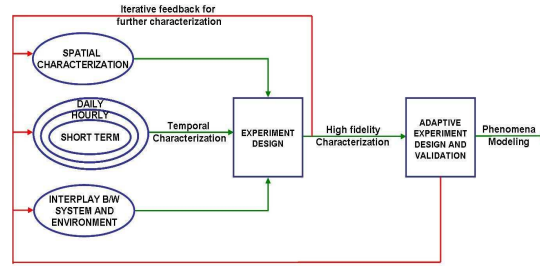 Iterative feedback for
further characterization
SPATIAL
CHARACTERIZATION
DAILY
HOURLY
SHORT TERM
Temporal
Characterization
EXPERIMENT
DESIGN
High fidelity
Characterization
ADAPTIVE
EXPERIMENT
DESIGN AND
VALIDATION
Phenomena
Modeling
INTERPLAY B/W
SYSTEM AND
ENVIRONMENT